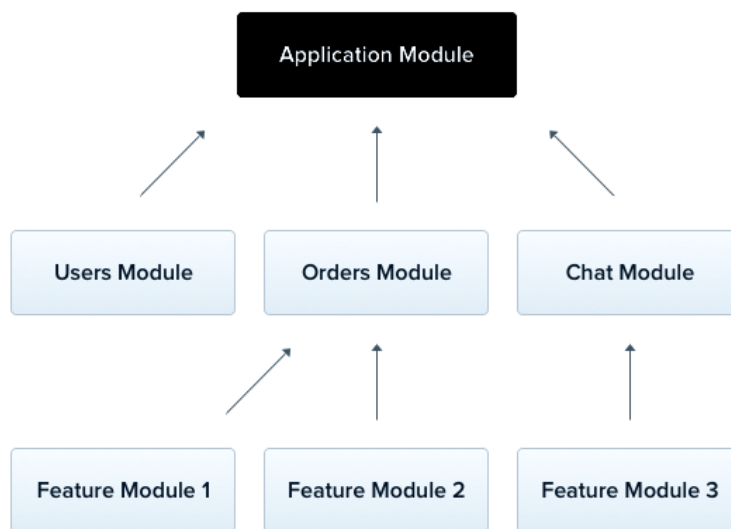 Application Module
Users Module
Orders Module
Chat Module
Feature Module 1
Feature Module 2
Feature Module 3